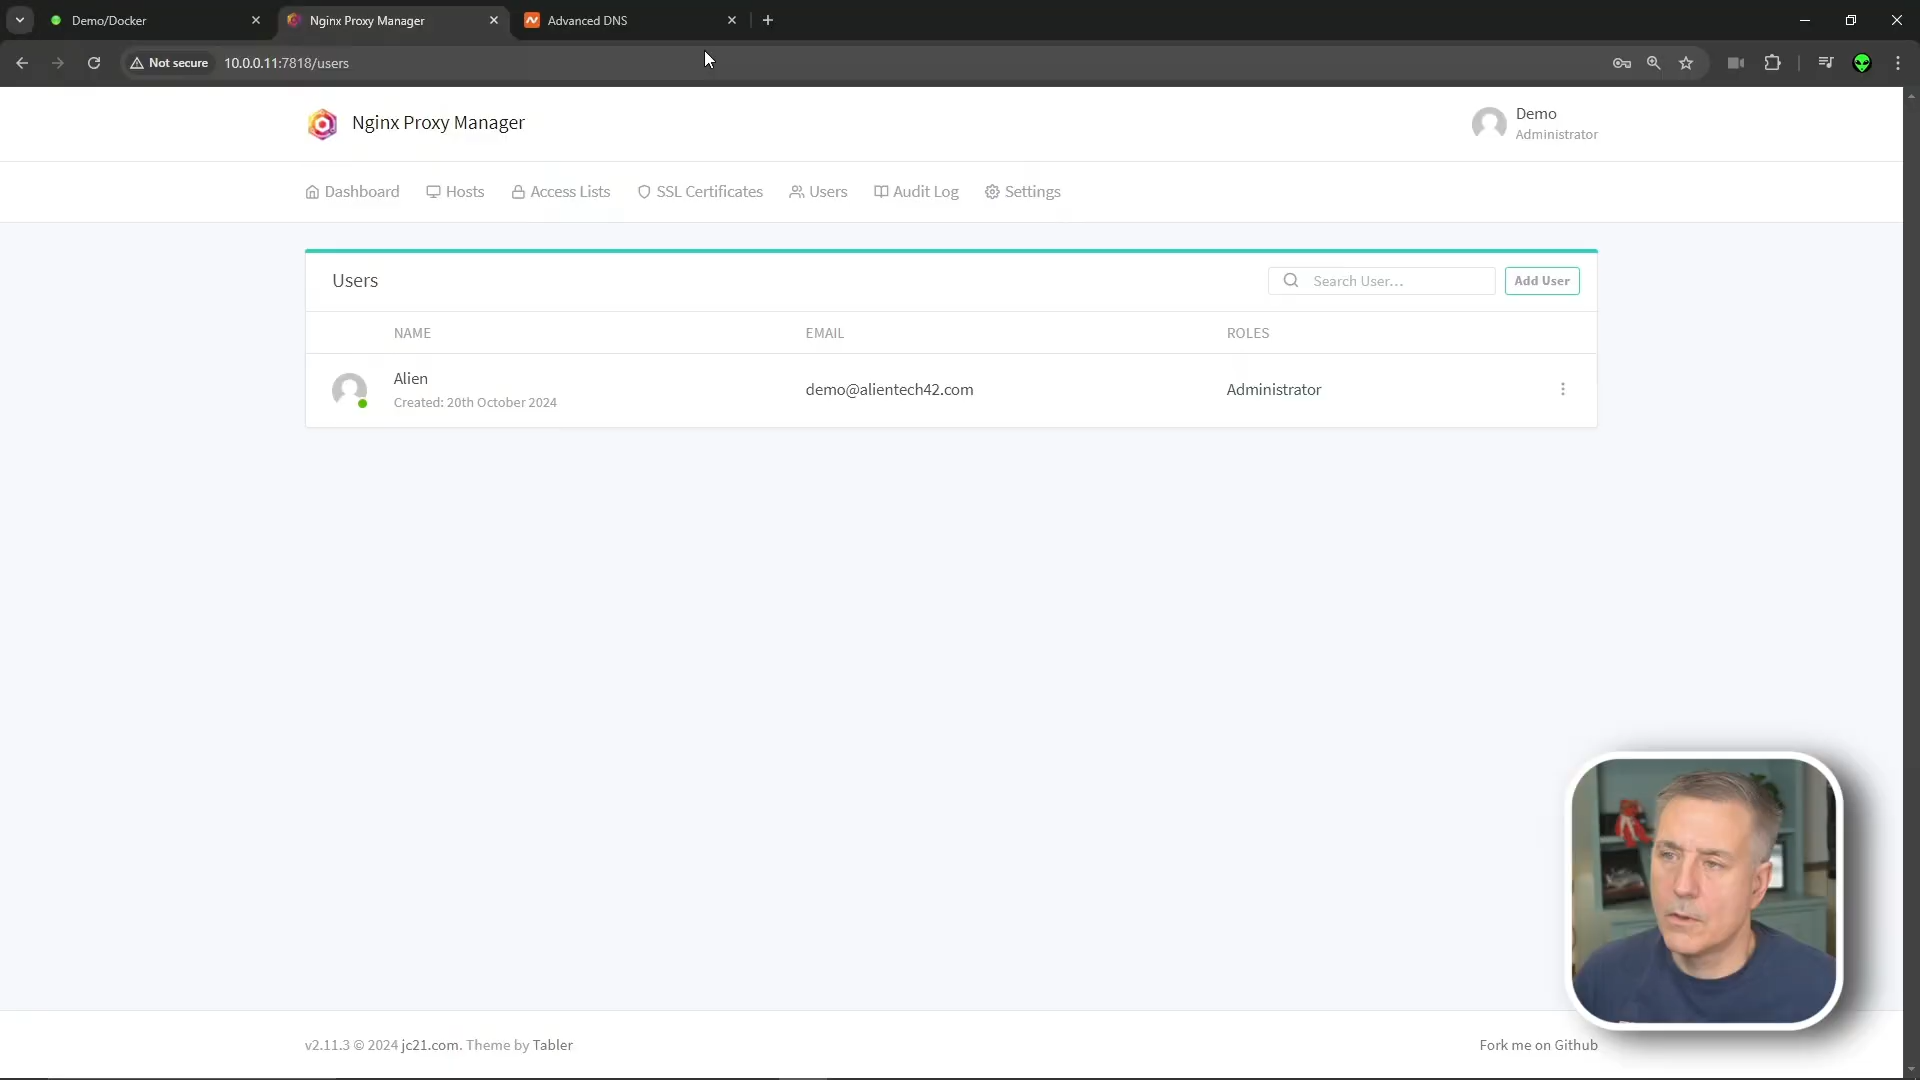 Demo/Docker
Nginx Proxy Manager
Advanced DNS
Not secure
10.0.0.11:7818/users
Nginx Proxy Manager
Demo
Administrator
Dashboard
Hosts
Access Lists
SSL Certificates
Users
Audit Log
Settings
Users
Search User...
Add User
NAME
EMAIL
ROLES
Alien
Created: 20th October 2024
demo@alientech42.com
Administrator
v2.11.3 © 2024 jc21.com. Theme by Tabler
Fork me on Github